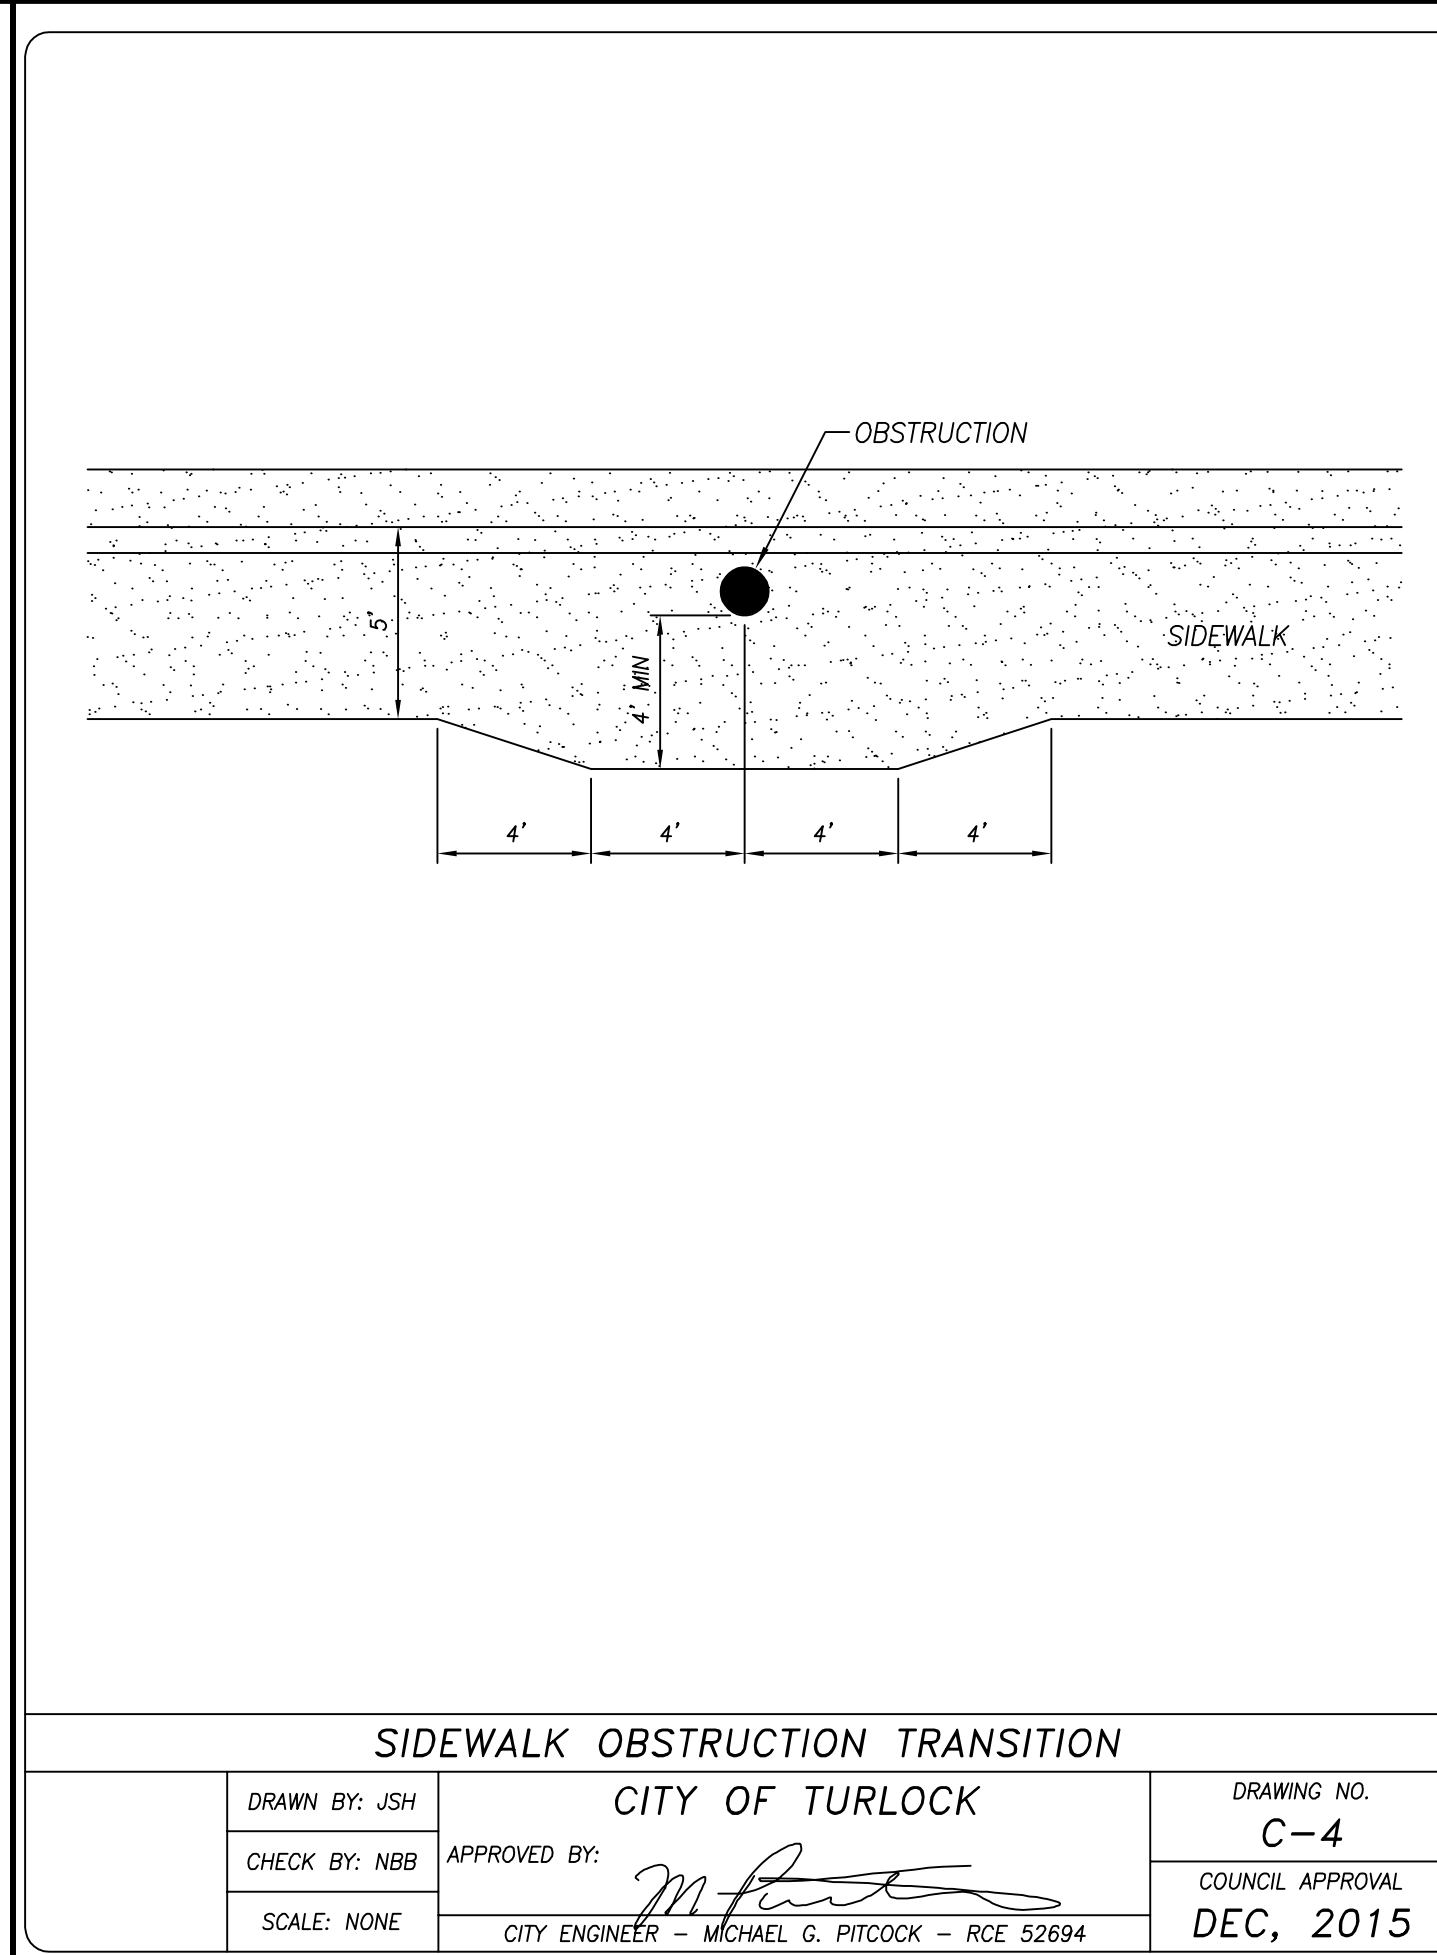 OBSTRUCTION
5'
SIDEWALK
4' MIN
4' 4' 4' 4'
SIDEWALK OBSTRUCTION TRANSITION
DRAWN BY: JSH
CHECK BY: NBB
SCALE: NONE
CITY OF TURLOCK
APPROVED BY:
CITY ENGINEER – MICHAEL G. PITCOCK – RCE 52694
DRAWING NO.
C–4
COUNCIL APPROVAL
DEC, 2015